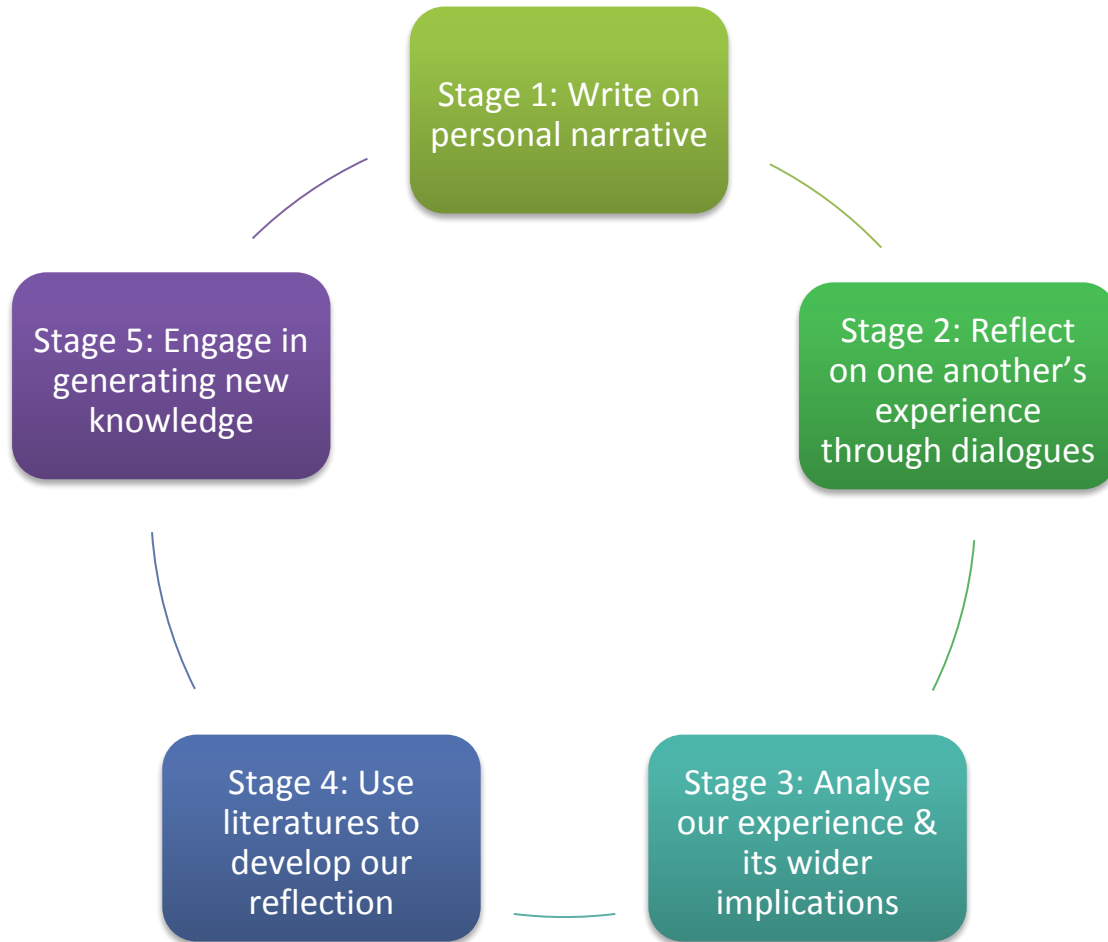 Stage 1: Write on
personal narrative
Stage 2: Reflect
on one another’s
experience
through dialogues
Stage 3: Analyse
our experience &
its wider
implications
Stage 4: Use
literatures to
develop our
reflection
Stage 5: Engage in
generating new
knowledge